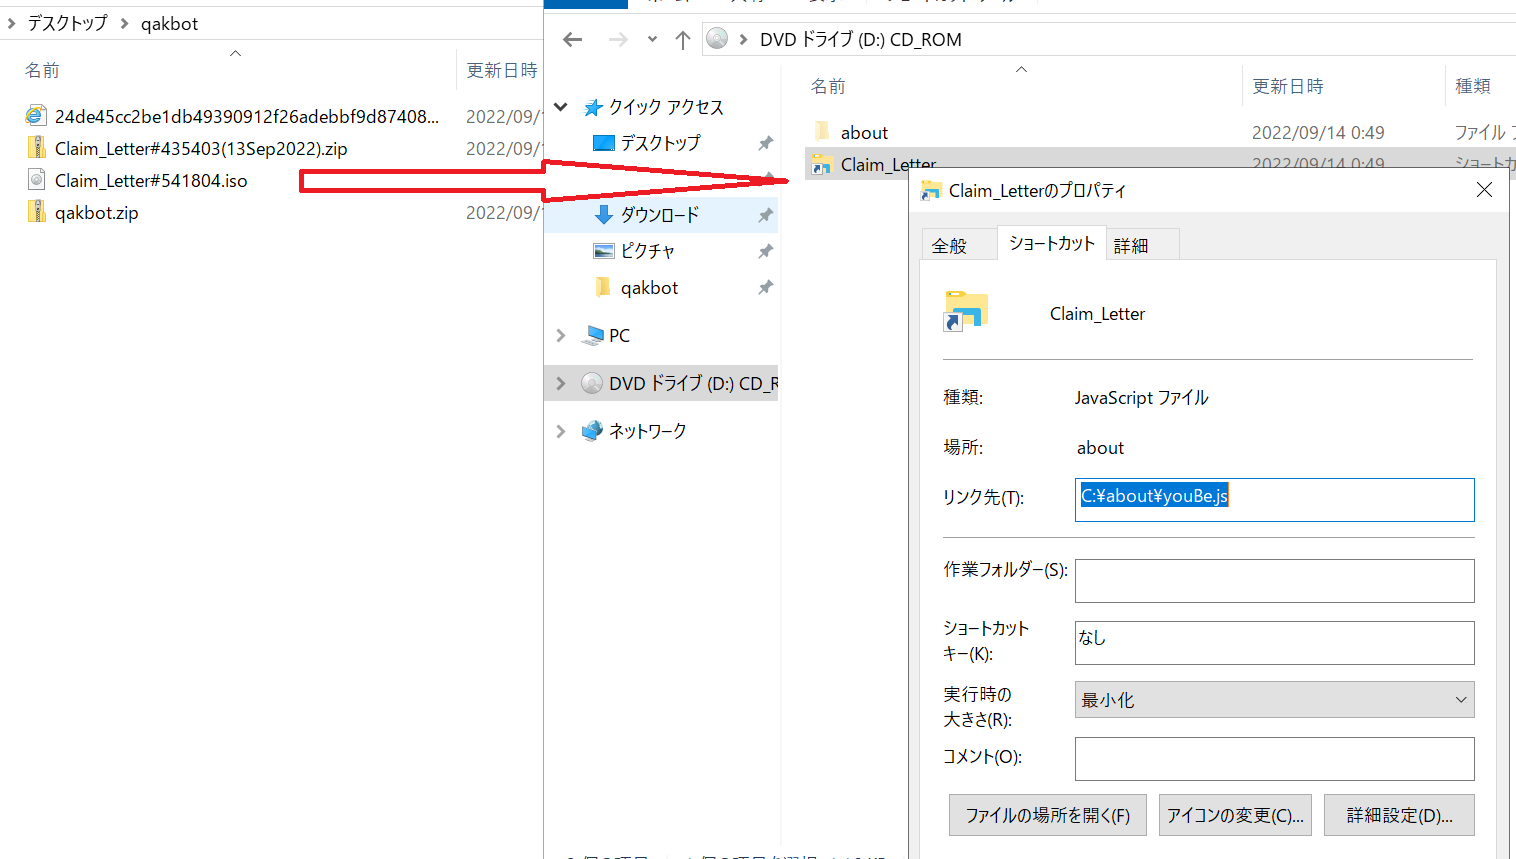 デスクトップ > qakbot
名前
更新日時
24de45cc2be1db49390912f26adebbf9d87408...
2022/09/
Claim_Letter#435403(13Sep2022).zip
2022/09/
Claim_Letter#541804.iso
qakbot.zip
2022/09/
DVD ドライブ (D:) CD_ROM
クイック アクセス
デスクトップ
ダウンロード
ピクチャ
qakbot
PC
DVD ドライブ (D:) CD_R
ネットワーク
名前
更新日時
種類
about
2022/09/14 0:49
ファイル フ
Claim_Letter
2022/09/14 0:49
ショートカ
Claim_Letterのプロパティ
全般
ショートカット
詳細
Claim_Letter
種類:
JavaScript ファイル
場所:
about
リンク先(T):
C:¥about¥youBe.js
作業フォルダー(S):
ショートカット
キー(K):
なし
実行時の
大きさ(R):
最小化
コメント(O):
ファイルの場所を開く(F)
アイコンの変更(C)...
詳細設定(D)...